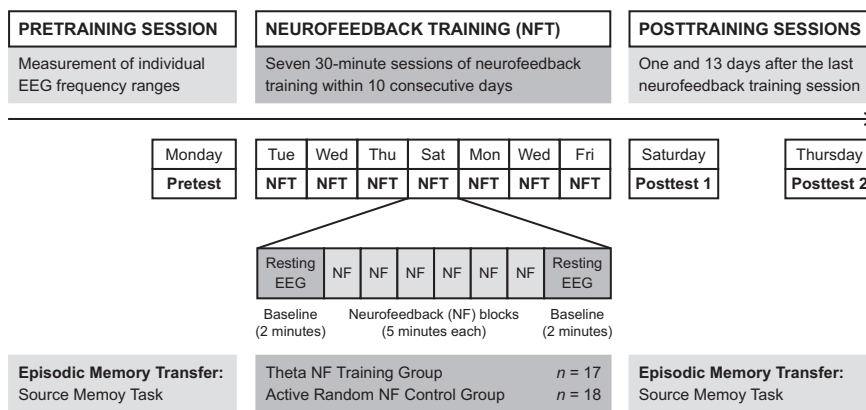 PRETRAINING SESSION
Measurement of individual
EEG frequency ranges
NEUROFEEDBACK TRAINING (NFT)
Seven 30-minute sessions of neurofeedback
training within 10 consecutive days
POSTTRAINING SESSIONS
One and 13 days after the last
neurofeedback training session
Monday
Pretest
Tue Wed Thu Sat Mon Wed Fri
NFT NFT NFT NFT NFT NFT NFT
Saturday
Posttest 1
Thursday
Posttest 2
Resting
EEG
NF NF NF NF NF NF
Resting
EEG
Baseline
(2 minutes)
Neurofeedback (NF) blocks
(5 minutes each)
Baseline
(2 minutes)
Episodic Memory Transfer:
Source Memoy Task
Theta NF Training Group n = 17
Active Random NF Control Group n = 18
Episodic Memory Transfer:
Source Memoy Task